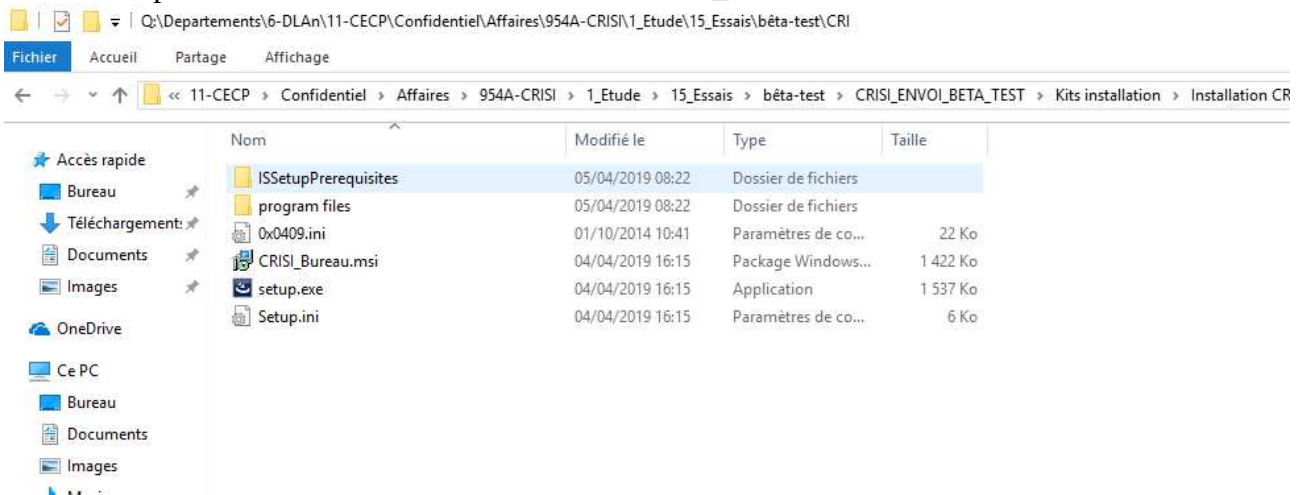 Q:\Departements\6-DLAn\11-CECP\Confidentiel\Affaires\954A-CRISI\1_Etude\15_Essais\bêta-test\CRI
Fichier Accueil Partage Affichage
« 11-CECP › Confidentiel › Affaires › 954A-CRISI › 1_Etude › 15_Essais › bêta-test › CRISI_ENVOI_BETA_TEST › Kits installation › Installation CR
Nom Modifié le Type Taille
Accès rapide
ISSetupPrerequisites 05/04/2019 08:22 Dossier de fichiers
Bureau
program files 05/04/2019 08:22 Dossier de fichiers
Téléchargement
0x0409.ini 01/10/2014 10:41 Paramètres de co... 22 Ko
Documents
CRISI_Bureau.msi 04/04/2019 16:15 Package Windows... 1 422 Ko
Images
setup.exe 04/04/2019 16:15 Application 1 537 Ko
Setup.ini 04/04/2019 16:15 Paramètres de co... 6 Ko
OneDrive
Ce PC
Bureau
Documents
Images